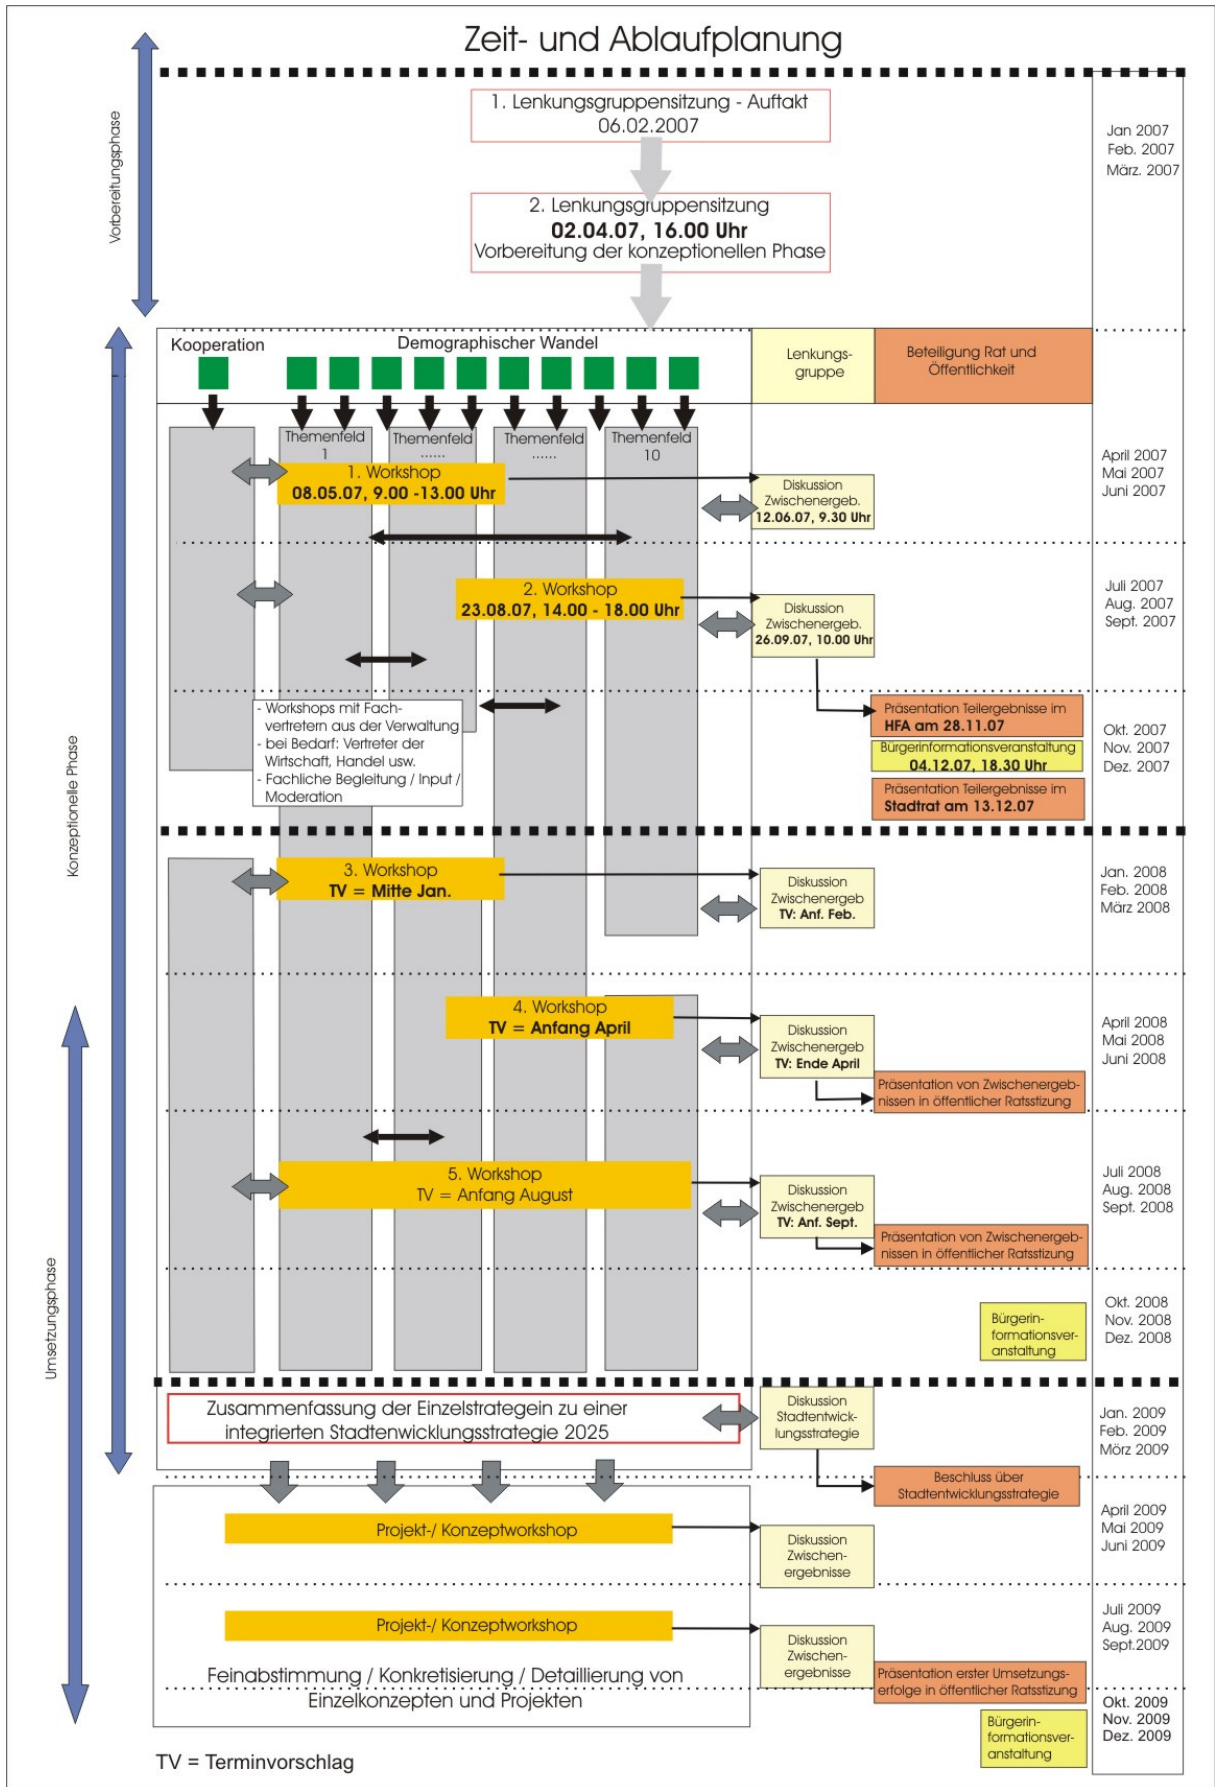 Zeit- und Ablaufplanung
Vorbereitungsphase
1. Lenkungsgruppensitzung - Auftakt
06.02.2007
Jan 2007
Feb. 2007
März. 2007
2. Lenkungsgruppensitzung
02.04.07, 16.00 Uhr
Vorbereitung der konzeptionellen Phase
Konzeptionelle Phase
Kooperation
Demographischer Wandel
Lenkungs-
gruppe
Beteiligung Rat und
Öffentlichkeit
Themenfeld
1
Themenfeld
......
Themenfeld
......
Themenfeld
10
April 2007
Mai 2007
Juni 2007
1. Workshop
08.05.07, 9.00 -13.00 Uhr
Diskussion
Zwischenergeb.
12.06.07, 9.30 Uhr
2. Workshop
23.08.07, 14.00 - 18.00 Uhr
Diskussion
Zwischenergeb.
26.09.07, 10.00 Uhr
Juli 2007
Aug. 2007
Sept. 2007
- Workshops mit Fach-
vertretern aus der Verwaltung
- bei Bedarf: Vertreter der
Wirtschaft, Handel usw.
- Fachliche Begleitung / Input /
Moderation
Präsentation Teilergebnisse im
HFA am 28.11.07
Bürgerinformationsveranstaltung
04.12.07, 18.30 Uhr
Präsentation Teilergebnisse im
Stadtrat am 13.12.07
Okt. 2007
Nov. 2007
Dez. 2007
3. Workshop
TV = Mitte Jan.
Diskussion
Zwischenergeb
TV: Anf. Feb.
Jan. 2008
Feb. 2008
März 2008
4. Workshop
TV = Anfang April
Diskussion
Zwischenergeb
TV: Ende April
Präsentation von Zwischenergeb-
nissen in öffentlicher Ratsstizung
April 2008
Mai 2008
Juni 2008
Umsetzungsphase
5. Workshop
TV = Anfang August
Diskussion
Zwischenergeb
TV: Anf. Sept.
Präsentation von Zwischenergeb-
nissen in öffentlicher Ratsstizung
Juli 2008
Aug. 2008
Sept. 2008
Bürgerin-
formationsver-
anstaltung
Okt. 2008
Nov. 2008
Dez. 2008
Zusammenfassung der Einzelstrategein zu einer
integrierten Stadtenwicklungsstrategie 2025
Diskussion
Stadtentwick-
lungsstrategie
Jan. 2009
Feb. 2009
Mörz 2009
Beschluss über
Stadtentwicklungsstrategie
Projekt-/ Konzeptworkshop
Diskussion
Zwischen-
ergebnisse
April 2009
Mai 2009
Juni 2009
Projekt-/ Konzeptworkshop
Diskussion
Zwischen-
ergebnisse
Juli 2009
Aug. 2009
Sept.2009
Feinabstimmung / Konkretisierung / Detaillierung von
Einzelkonzepten und Projekten
Präsentation erster Umsetzungs-
erfolge in öffentlicher Ratsstizung
Bürgerin-
formationsver-
anstaltung
Okt. 2009
Nov. 2009
Dez. 2009
TV = Terminvorschlag